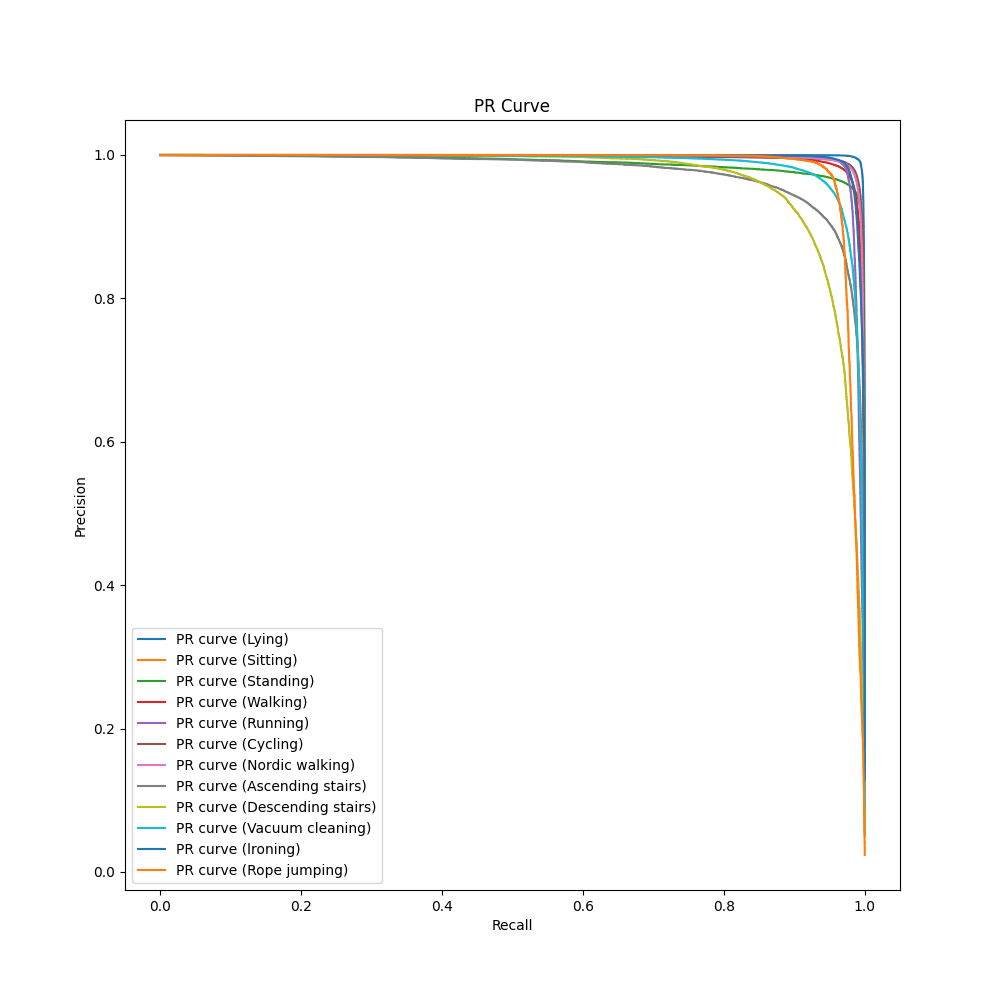 PR Curve
1.0
0.8
0.6
0.4
0.2
0.0
Precision
PR curve (Lying)
PR curve (Sitting)
PR curve (Standing)
PR curve (Walking)
PR curve (Running)
PR curve (Cycling)
PR curve (Nordic walking)
PR curve (Ascending stairs)
PR curve (Descending stairs)
PR curve (Vacuum cleaning)
PR curve (Ironing)
PR curve (Rope jumping)
0.0 0.2 0.4 0.6 0.8 1.0
Recall